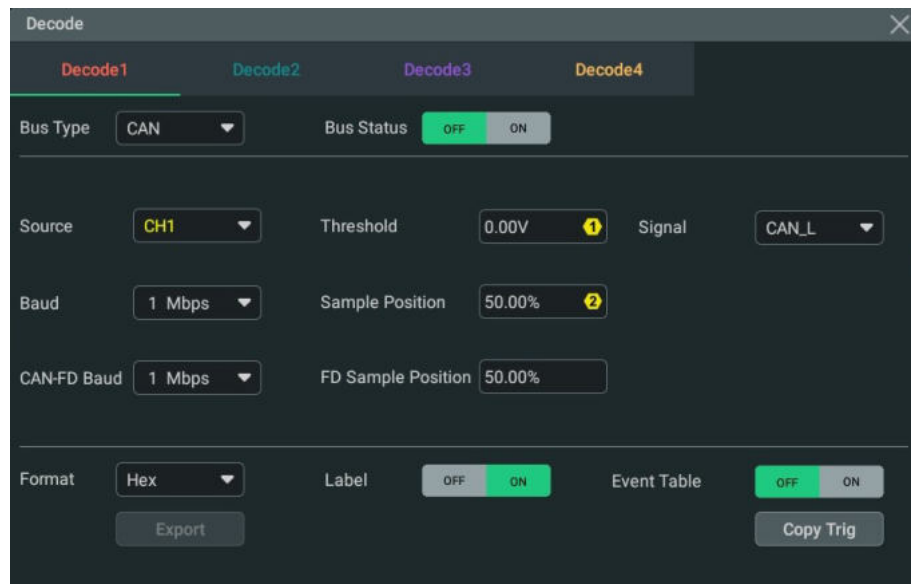 Decode
Decode1 Decode2 Decode3 Decode4
Bus Type CAN Bus Status OFF ON
Source CH1 Threshold 0.00V 1 Signal CAN_L
Baud 1 Mbps Sample Position 50.00% 2
CAN-FD Baud 1 Mbps FD Sample Position 50.00%
Format Hex Label OFF ON Event Table OFF ON
Export Copy Trig